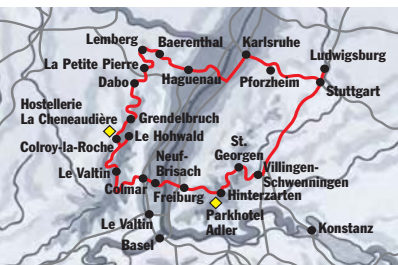 Lemberg
Baerenthal
Karlsruhe
Ludwigsburg
La Petite Pierre
Haguenau
Pforzheim
Dabo
Stuttgart
Hostellerie
La Cheneaudière
Grendelbruch
Le Hohwald
Colroy-la-Roche
St.
Georgen
Neuf-
Brisach
Le Valtin
Villingen-
Schwenningen
Colmar
Freiburg
Hinterzarten
Parkhotel
Adler
Le Valtin
Konstanz
Basel